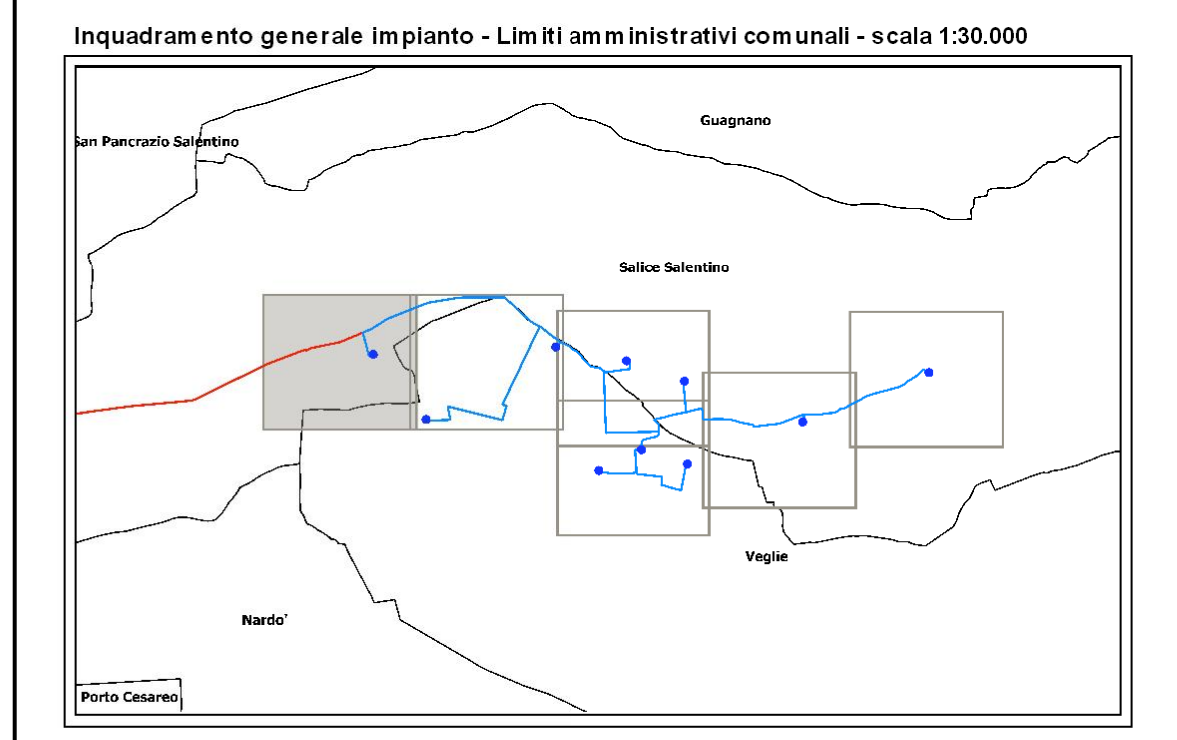 Inquadramento generale impianto - Limiti amministrativi comunali - scala 1:30.000
Guagnano
San Pancrazio Salentino
Salice Salentino
Veglie
Nardo'
Porto Cesareo